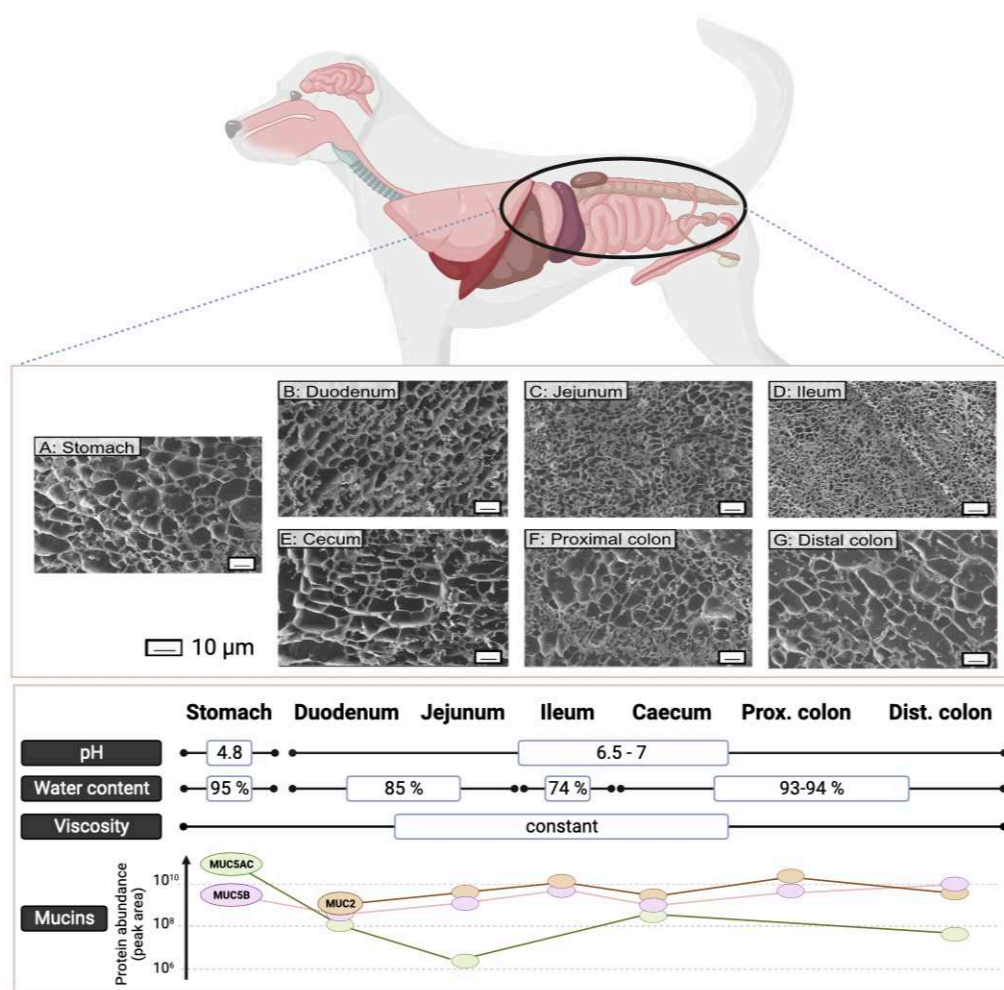 A: Stomach
B: Duodenum
C: Jejunum
D: Ileum
E: Cecum
F: Proximal colon
G: Distal colon
10 µm
Stomach Duodenum Jejunum Ileum Caecum Prox. colon Dist. colon
pH 4.8 6.5 - 7
Water content 95 % 85 % 74 % 93-94 %
Viscosity constant
Mucins
Protein abundance
(peak area)
10¹⁰
10⁸
10⁶
MUC5AC
MUC5B
MUC2